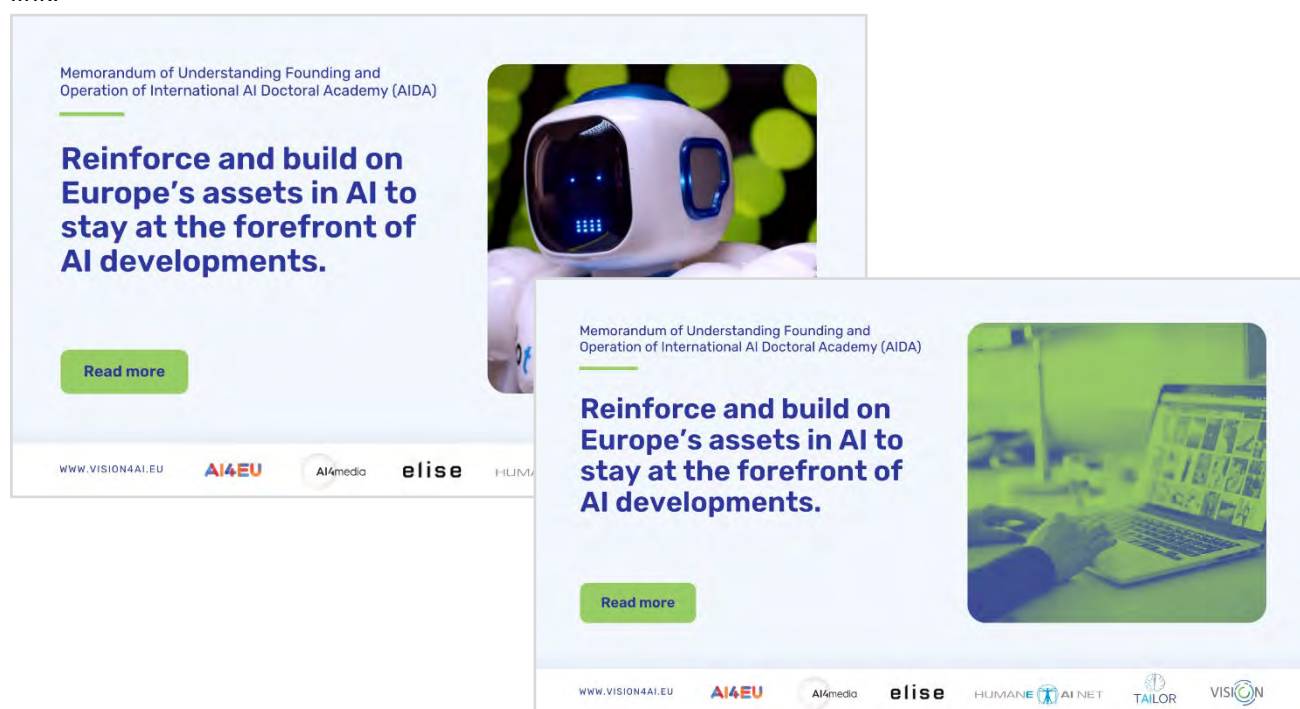 Memorandum of Understanding Founding and
Operation of International AI Doctoral Academy (AIDA)
Reinforce and build on
Europe's assets in AI to
stay at the forefront of
AI developments.
Read more
WWW.VISION4AI.EU AI4EU AI4media elise
Memorandum of Understanding Founding and
Operation of International AI Doctoral Academy (AIDA)
Reinforce and build on
Europe's assets in AI to
stay at the forefront of
AI developments.
Read more
WWW.VISION4AI.EU AI4EU AI4media elise HUMANE AI NET TAILOR VISION